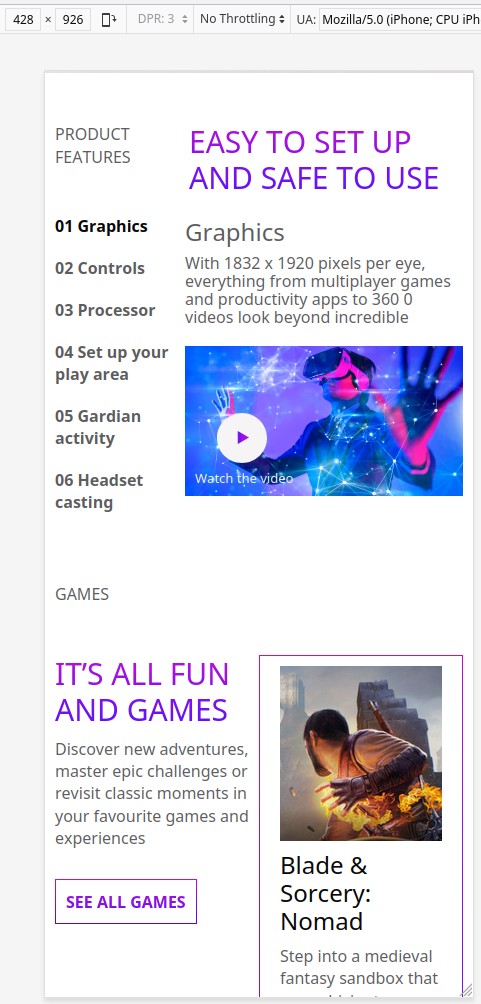 428 × 926 DPR: 3 No Throttling UA: Mozilla/5.0 (iPhone; CPU iPh
PRODUCT
FEATURES
EASY TO SET UP
AND SAFE TO USE
01 Graphics
02 Controls
03 Processor
04 Set up your
play area
05 Gardian
activity
06 Headset
casting
Graphics
With 1832 x 1920 pixels per eye,
everything from multiplayer games
and productivity apps to 360 0
videos look beyond incredible
Watch the video
GAMES
IT’S ALL FUN
AND GAMES
Discover new adventures,
master epic challenges or
revisit classic moments in
your favourite games and
experiences
SEE ALL GAMES
Blade &
Sorcery:
Nomad
Step into a medieval
fantasy sandbox that